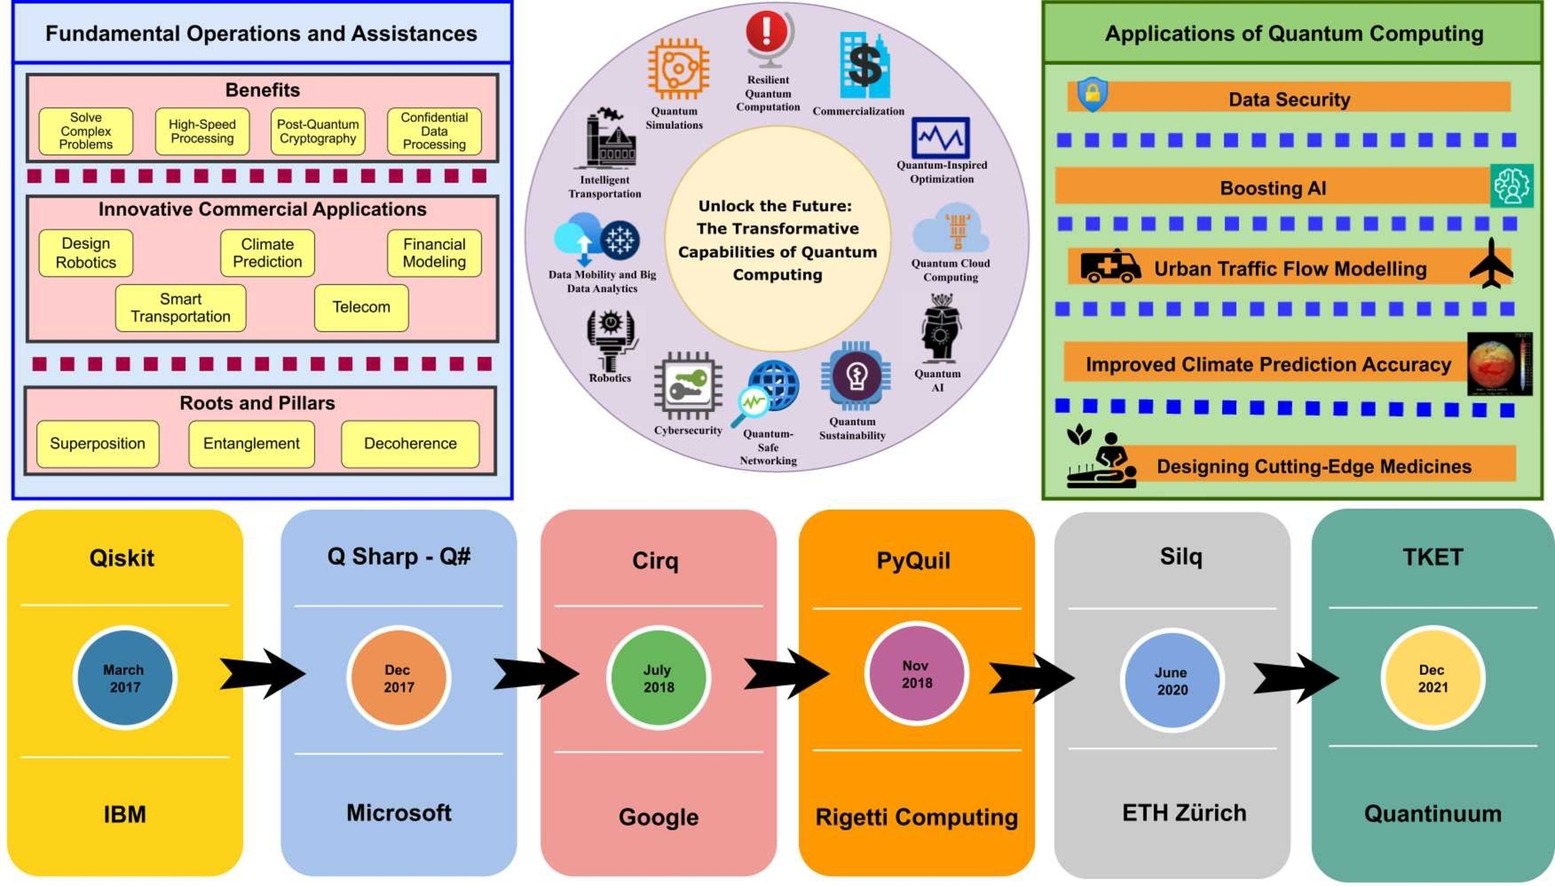 Fundamental Operations and Assistances
Benefits
Solve
Complex
Problems
High-Speed
Processing
Post-Quantum
Cryptography
Confidential
Data
Processing
Innovative Commercial Applications
Design
Robotics
Climate
Prediction
Financial
Modeling
Smart
Transportation
Telecom
Roots and Pillars
Superposition
Entanglement
Decoherence
Resilient
Quantum
Computation
Commercialization
Quantum-Inspired
Optimization
Quantum Cloud
Computing
Quantum
AI
Quantum
Sustainability
Quantum-
Safe
Networking
Cybersecurity
Robotics
Data Mobility and Big
Data Analytics
Intelligent
Transportation
Quantum
Simulations
Unlock the Future:
The Transformative
Capabilities of Quantum
Computing
Applications of Quantum Computing
Data Security
Boosting AI
Urban Traffic Flow Modelling
Improved Climate Prediction Accuracy
Designing Cutting-Edge Medicines
Qiskit
March
2017
IBM
Q Sharp - Q#
Dec
2017
Microsoft
Cirq
July
2018
Google
PyQuil
Nov
2018
Rigetti Computing
Silq
June
2020
ETH Zürich
TKET
Dec
2021
Quantinuum